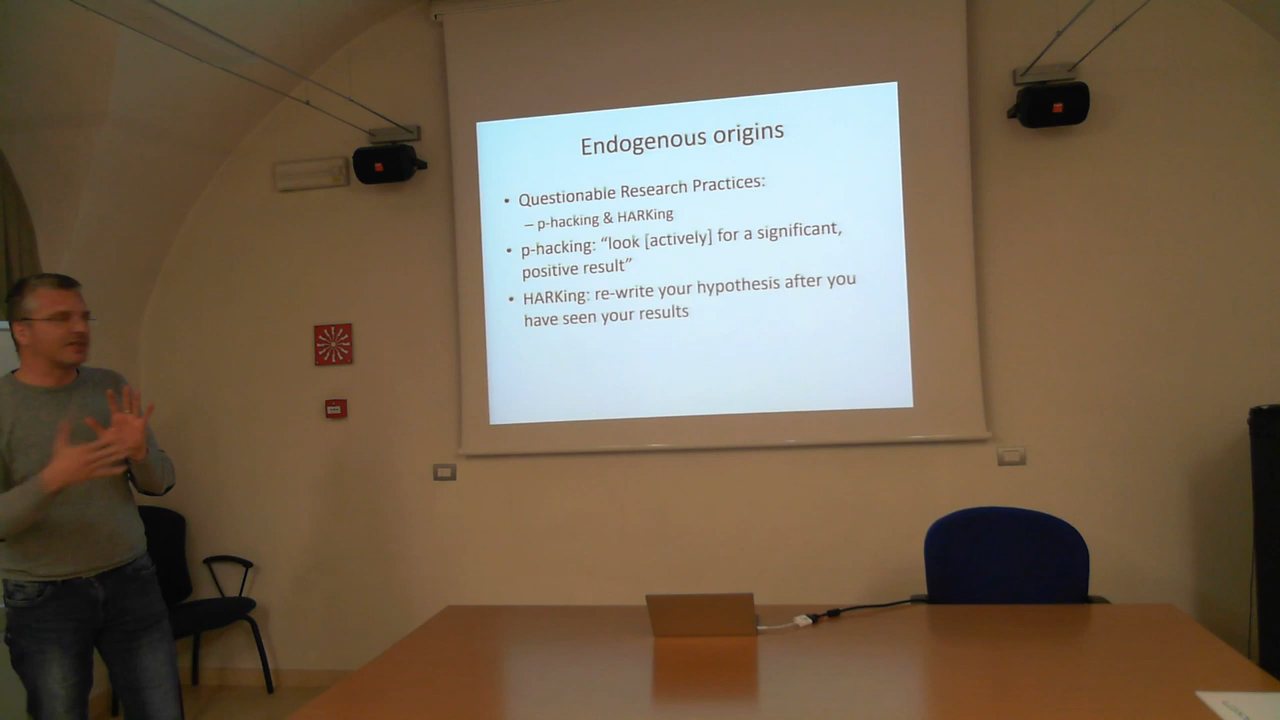 Endogenous origins
• Questionable Research Practices:
– p-hacking & HARKing
• p-hacking: “look [actively] for a significant,
positive result”
• HARKing: re-write your hypothesis after you
have seen your results